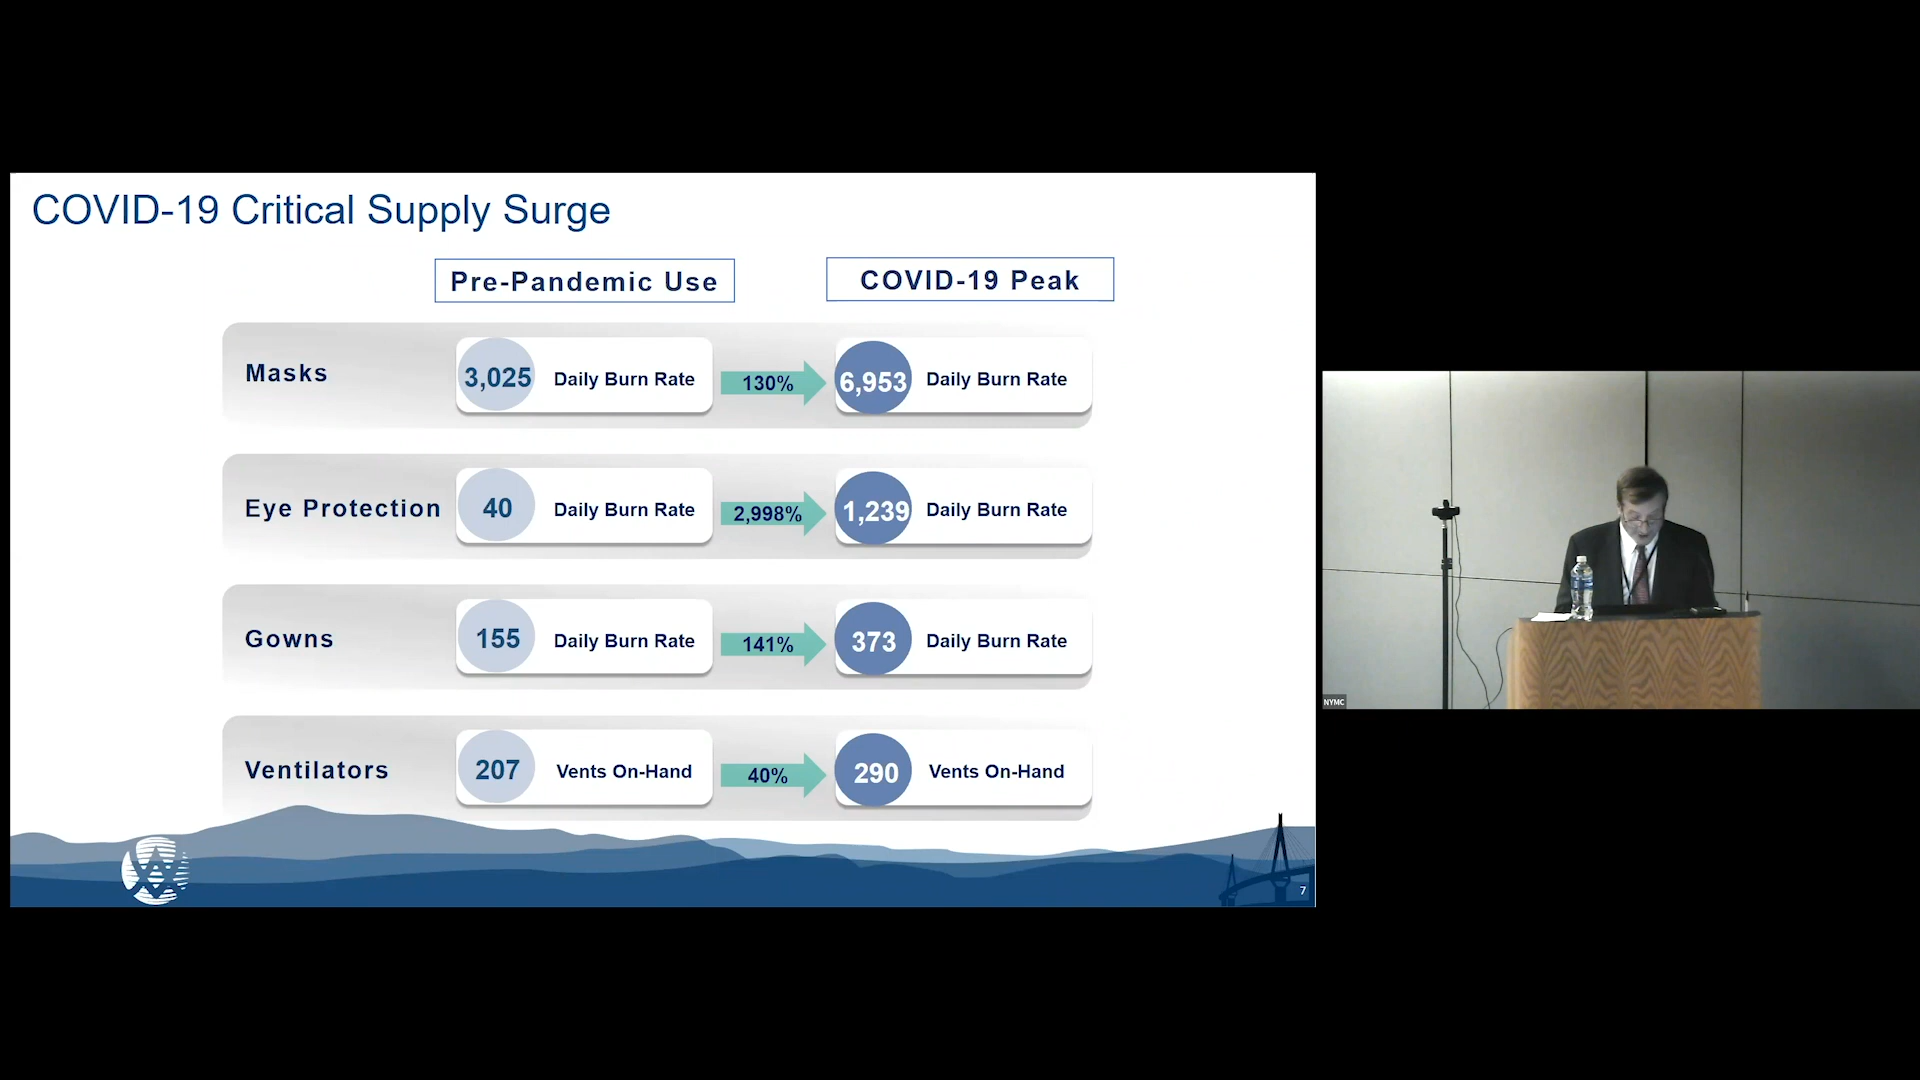 COVID-19 Critical Supply Surge
Pre-Pandemic Use
COVID-19 Peak
Masks
3,025
Daily Burn Rate
130%
6,953
Daily Burn Rate
Eye Protection
40
Daily Burn Rate
2,998%
1,239
Daily Burn Rate
Gowns
155
Daily Burn Rate
141%
373
Daily Burn Rate
Ventilators
207
Vents On-Hand
40%
290
Vents On-Hand
7
NYMC